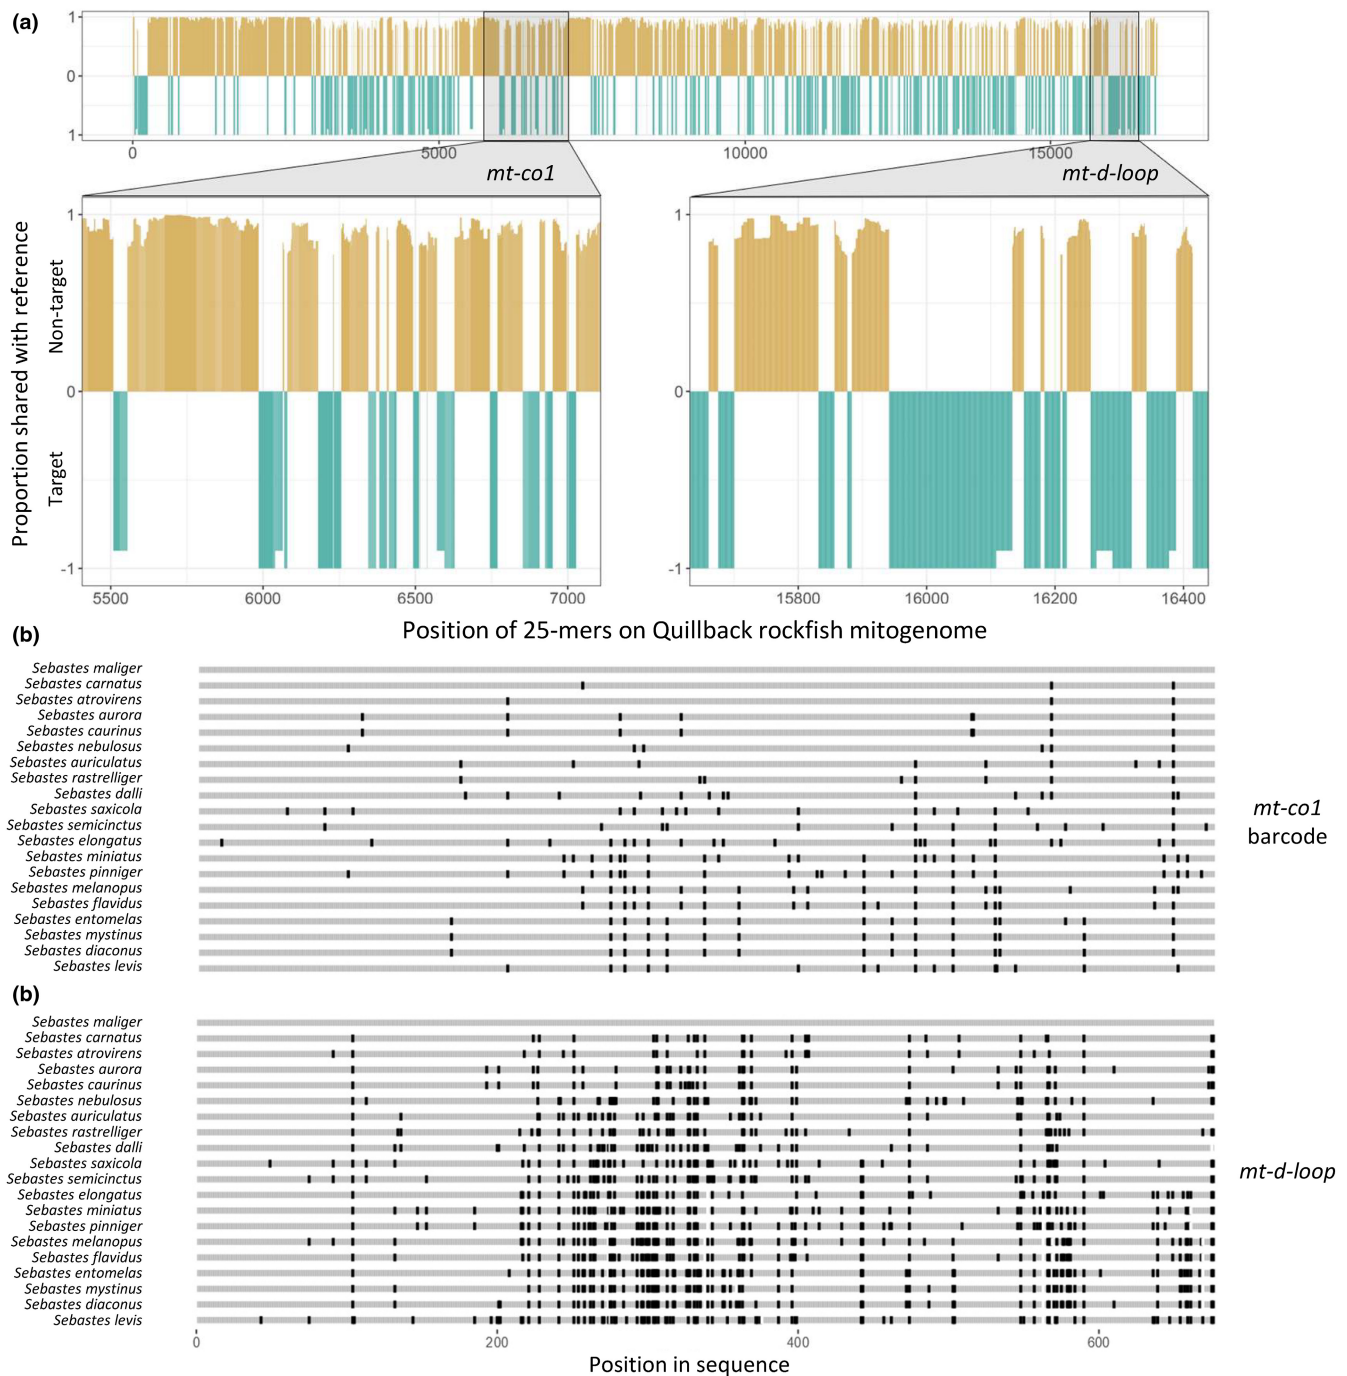 (a)
1
0
1
0
5000
10000
15000
mt-co1
mt-d-loop
Proportion shared with reference
Non-target
Target
1
0
-1
5500
6000
6500
7000
1
0
-1
15800
16000
16200
16400
Position of 25-mers on Quillback rockfish mitogenome
(b)
Sebastes maliger
Sebastes carnatus
Sebastes atrovirens
Sebastes aurora
Sebastes caurinus
Sebastes nebulosus
Sebastes auriculatus
Sebastes rastrelliger
Sebastes dalli
Sebastes saxicola
Sebastes semicinctus
Sebastes elongatus
Sebastes miniatus
Sebastes pinniger
Sebastes melanopus
Sebastes flavidus
Sebastes entomelas
Sebastes mystinus
Sebastes diaconus
Sebastes levis
mt-co1
barcode
(b)
Sebastes maliger
Sebastes carnatus
Sebastes atrovirens
Sebastes aurora
Sebastes caurinus
Sebastes nebulosus
Sebastes auriculatus
Sebastes rastrelliger
Sebastes dalli
Sebastes saxicola
Sebastes semicinctus
Sebastes elongatus
Sebastes miniatus
Sebastes pinniger
Sebastes melanopus
Sebastes flavidus
Sebastes entomelas
Sebastes mystinus
Sebastes diaconus
Sebastes levis
mt-d-loop
0
200
400
600
Position in sequence